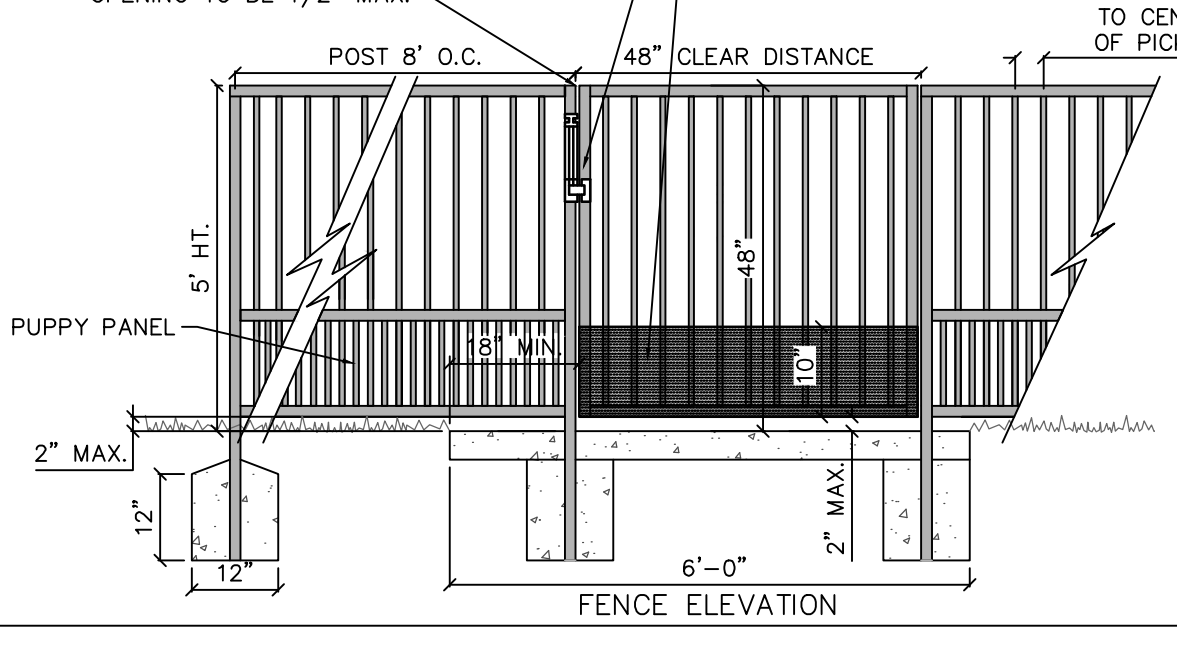 TO CEN
OF PICK
POST 8' O.C.
48" CLEAR DISTANCE
5' HT.
48"
PUPPY PANEL
18" MIN.
10"
2" MAX.
12"
12"
2" MAX.
6'-0"
FENCE ELEVATION